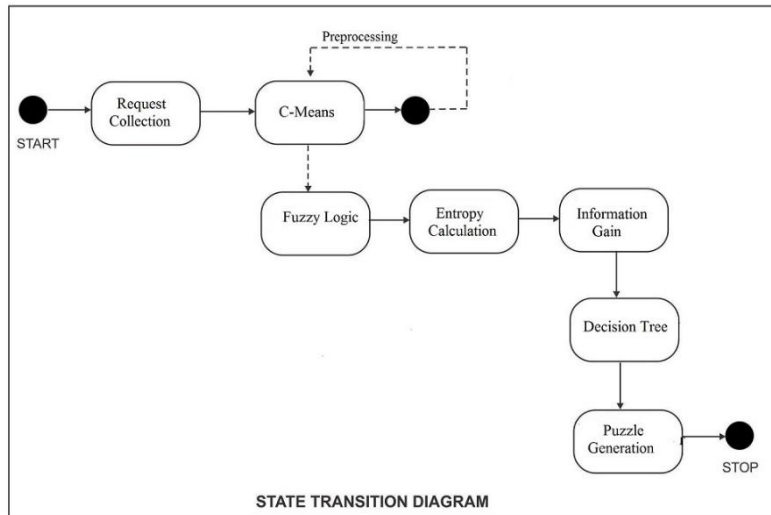 Preprocessing
Request
Collection
C-Means
START
Fuzzy Logic
Entropy
Calculation
Information
Gain
Decision Tree
Puzzle
Generation
STOP
STATE TRANSITION DIAGRAM